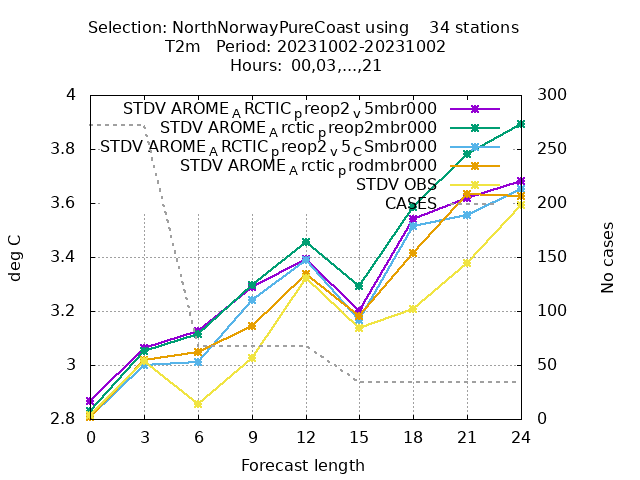 Selection: NorthNorwayPureCoast using 34 stations
T2m Period: 20231002-20231002
Hours: 00,03,...,21
4 300
STDV AROME_ARCTIC_preop2_v5mbr000
STDV AROME_Arctic_preop2mbr000
3.8 250
STDV AROME_ARCTIC_preop2_v5_CSmbr000
STDV AROME_Arctic_prodmbr000
STDV OBS
3.6 CASES 200
3.4 150
deg C
No cases
3.2 100
3 50
2.8 0
0 3 6 9 12 15 18 21 24
Forecast length